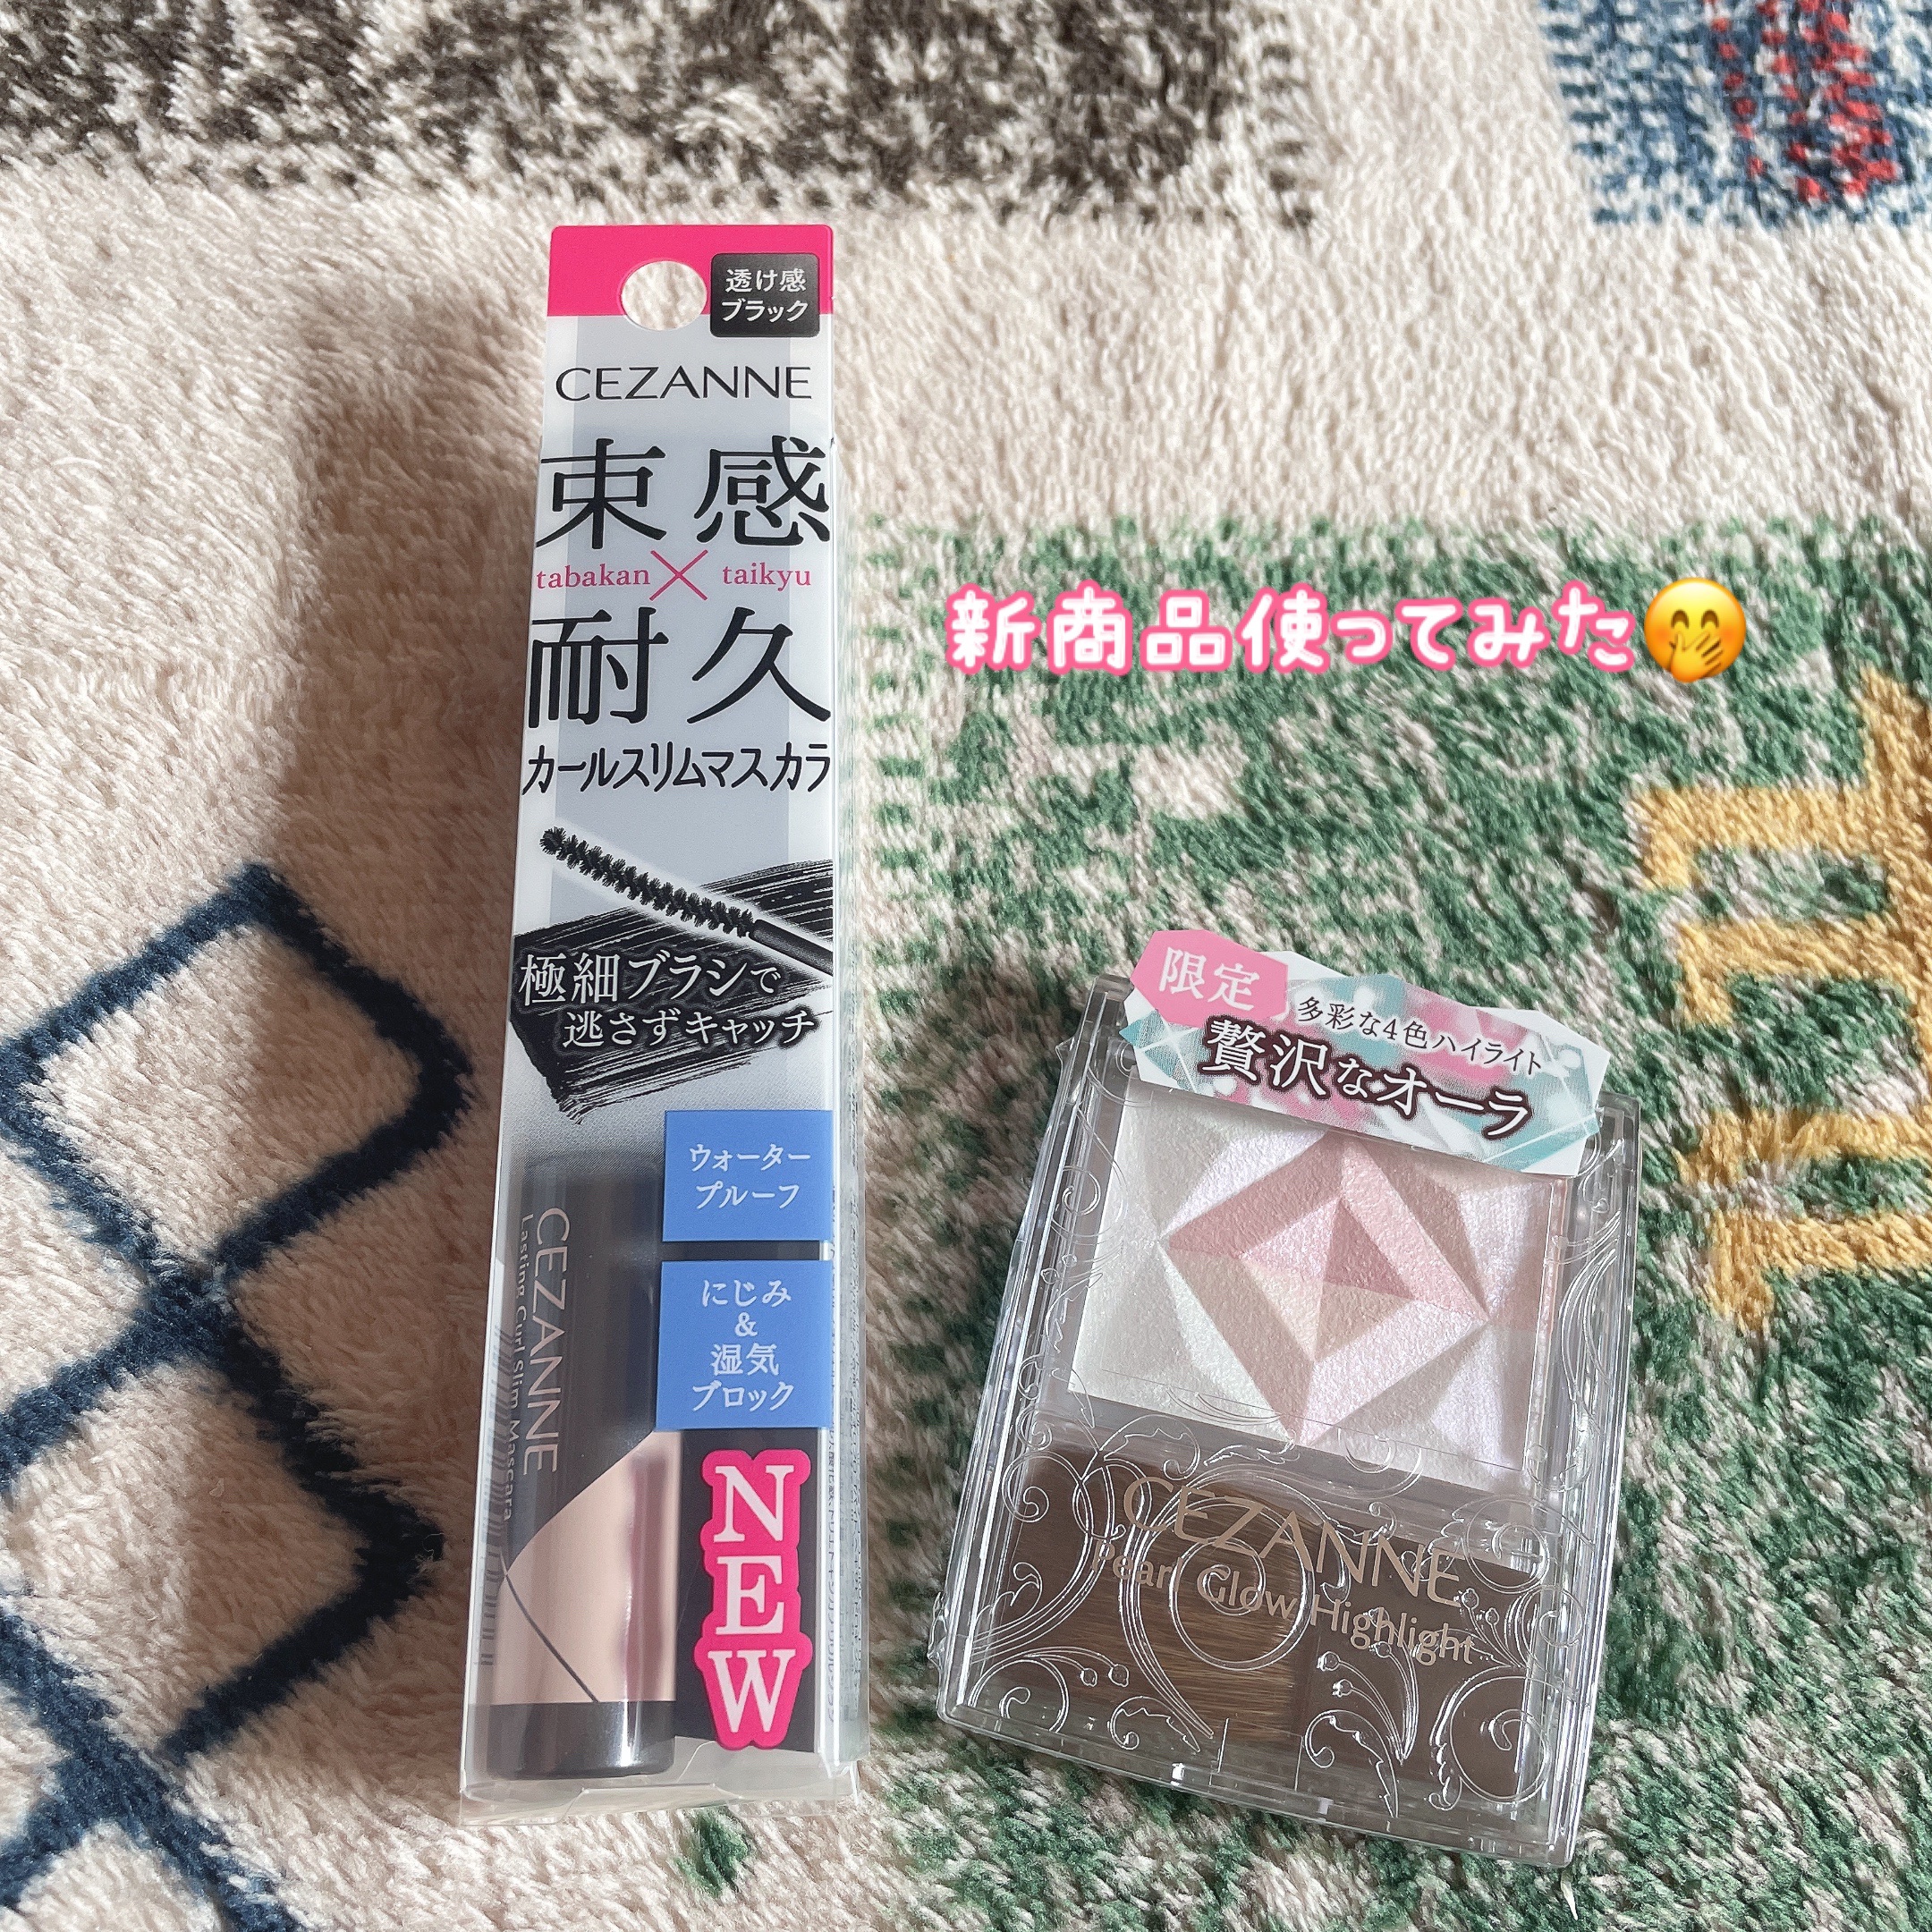 透け感
ブラック
CEZANNE
束感
tabakan × taikyu
耐久
カールスリムマスカラ
極細ブラシで
逃さずキャッチ
ウォーター
プルーフ
にじみ
&
湿気
ブロック
CEZANNE
Lasting Curl Slim Mascara
NEW
新商品使ってみた🤭
限定
多彩な4色ハイライト
贅沢なオーラ
CEZANNE
Pearl Glow Highlight